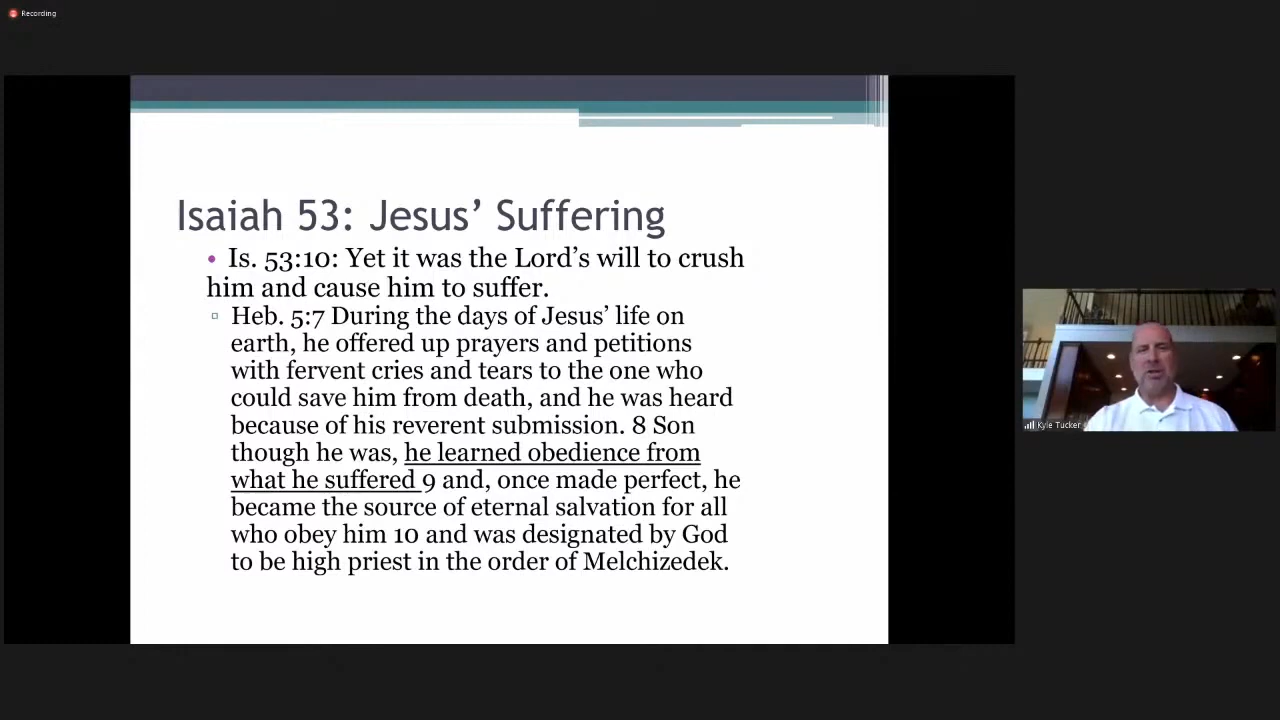 Recording
Isaiah 53: Jesus’ Suffering
• Is. 53:10: Yet it was the Lord’s will to crush
him and cause him to suffer.
▫ Heb. 5:7 During the days of Jesus’ life on
earth, he offered up prayers and petitions
with fervent cries and tears to the one who
could save him from death, and he was heard
because of his reverent submission. 8 Son
though he was, he learned obedience from
what he suffered 9 and, once made perfect, he
became the source of eternal salvation for all
who obey him 10 and was designated by God
to be high priest in the order of Melchizedek.
Kyle Tucker